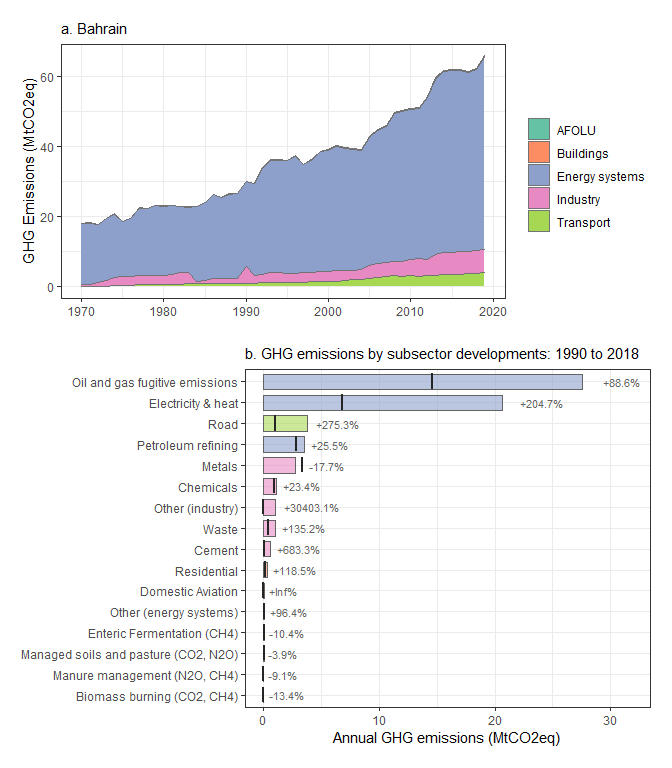 a. Bahrain
GHG Emissions (MtCO2eq)
60
40
20
0
1970
1980
1990
2000
2010
2020
AFOLU
Buildings
Energy systems
Industry
Transport
b. GHG emissions by subsector developments: 1990 to 2018
Oil and gas fugitive emissions +88.6%
Electricity & heat +204.7%
Road +275.3%
Petroleum refining +25.5%
Metals -17.7%
Chemicals +23.4%
Other (industry) +30403.1%
Waste +135.2%
Cement +683.3%
Residential +118.5%
Domestic Aviation +Inf%
Other (energy systems) +96.4%
Enteric Fermentation (CH4) -10.4%
Managed soils and pasture (CO2, N2O) -3.9%
Manure management (N2O, CH4) -9.1%
Biomass burning (CO2, CH4) -13.4%
0
10
20
30
Annual GHG emissions (MtCO2eq)